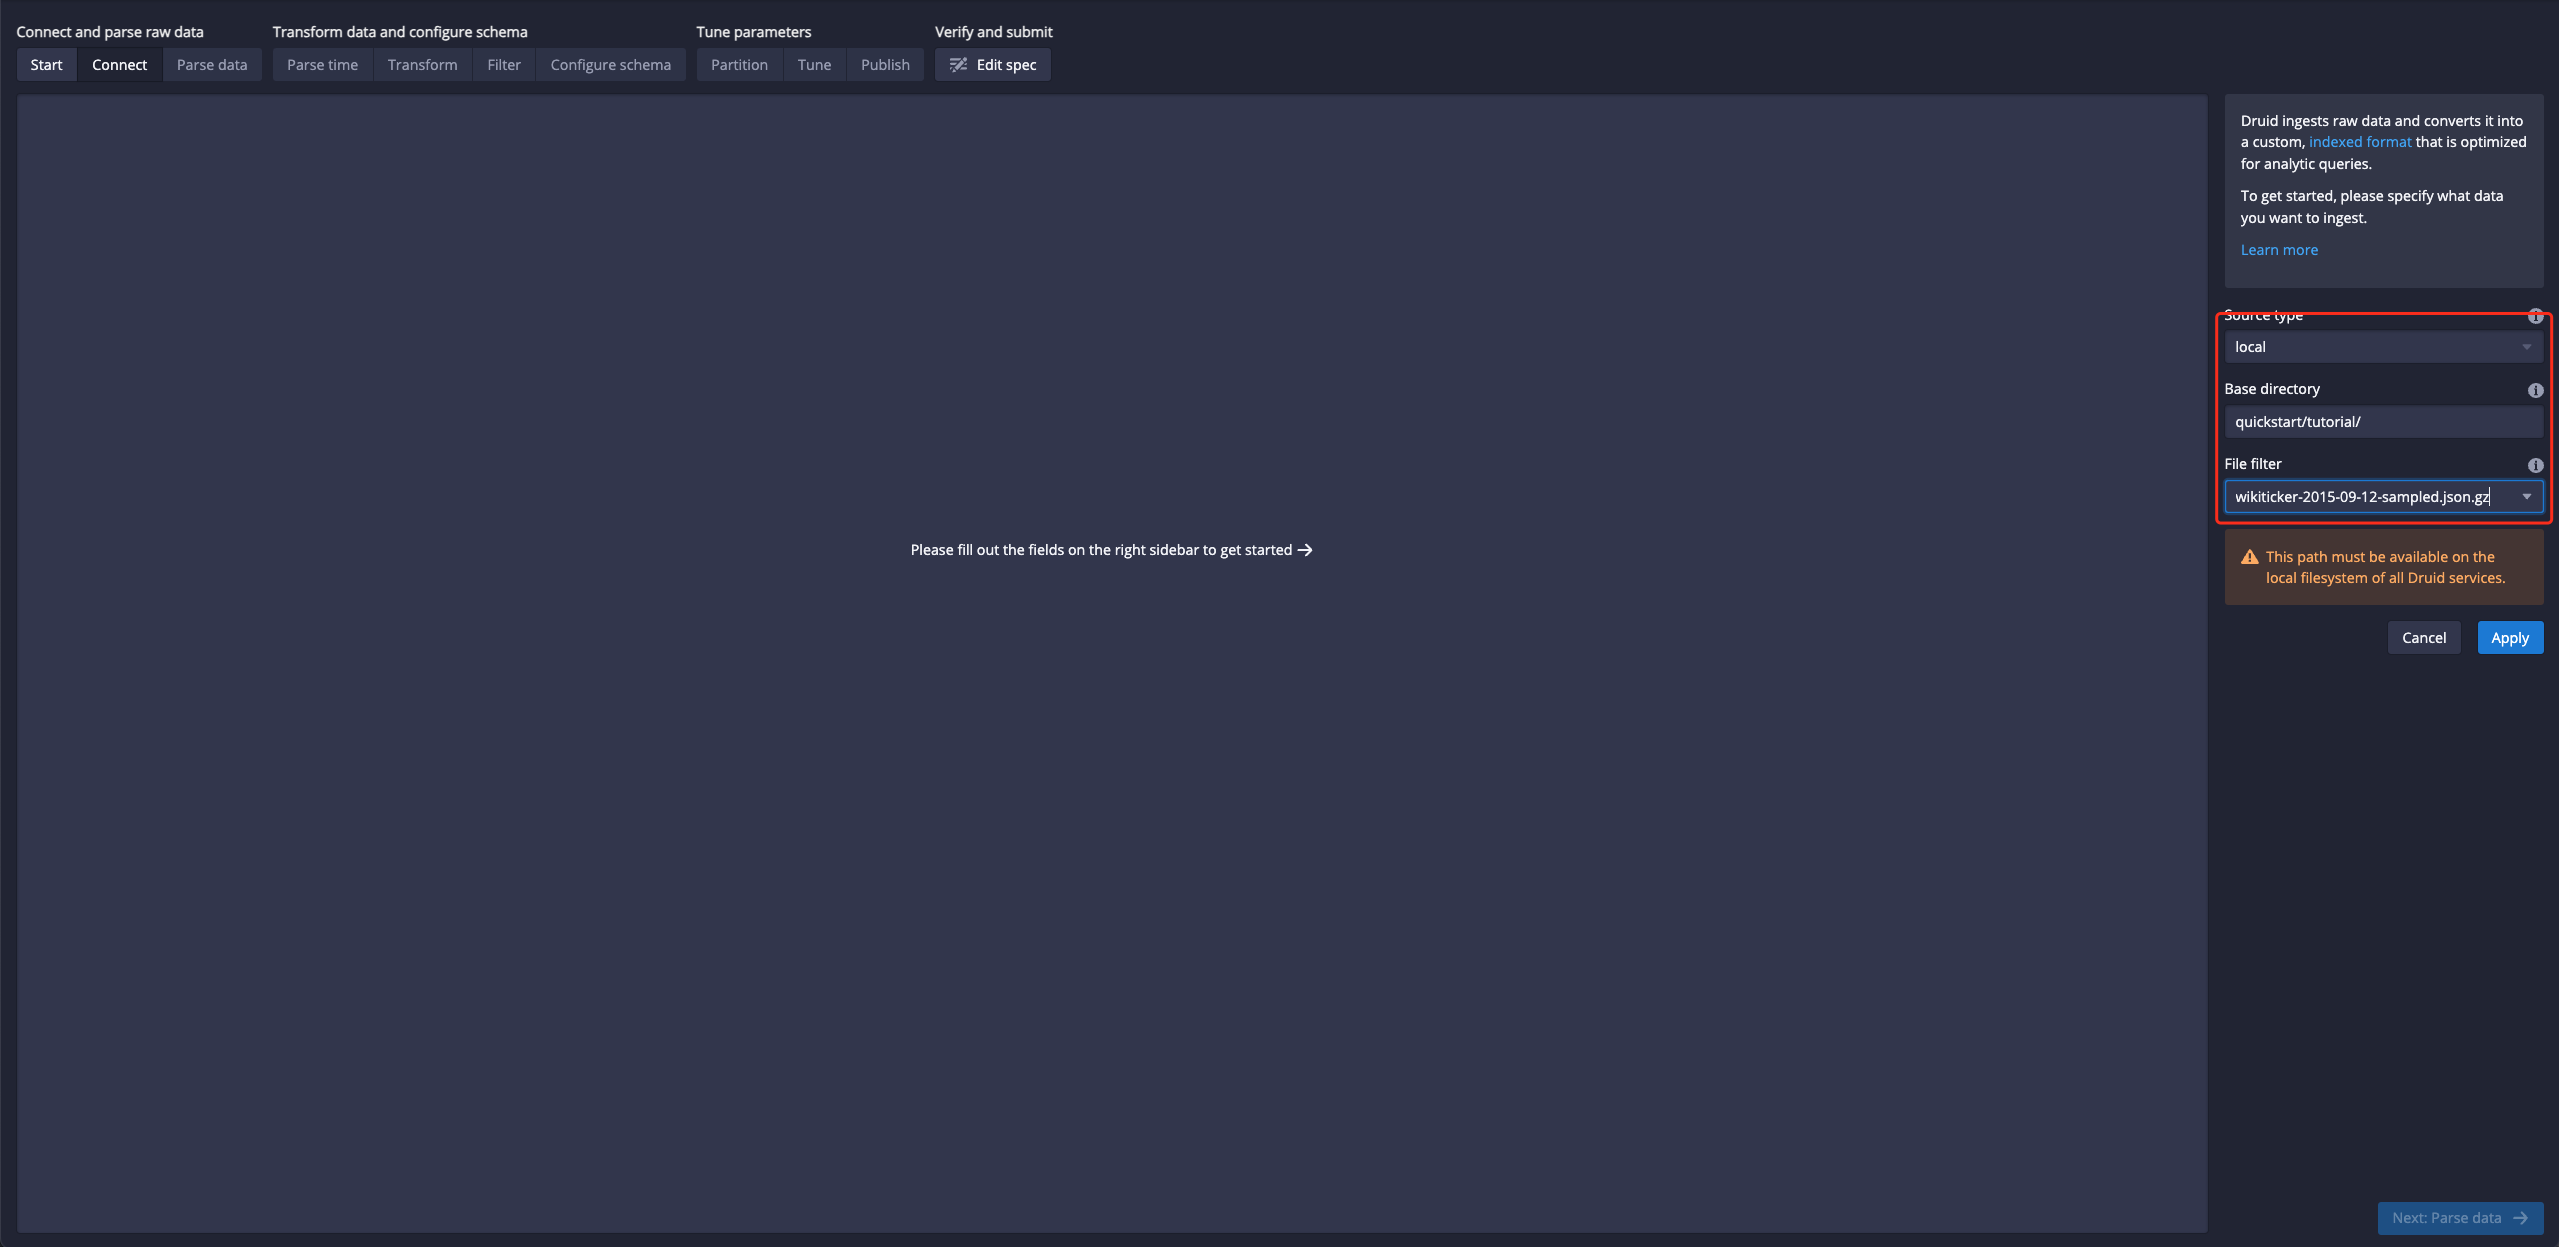 Connect and parse raw data
Start
Connect
Parse data
Transform data and configure schema
Parse time
Transform
Filter
Configure schema
Tune parameters
Partition
Tune
Publish
Verify and submit
Edit spec
Please fill out the fields on the right sidebar to get started
Druid ingests raw data and converts it into
a custom, indexed format that is optimized
for analytic queries.
To get started, please specify what data
you want to ingest.
Learn more
Source type
local
Base directory
quickstart/tutorial/
File filter
wikiticker-2015-09-12-sampled.json.gz
This path must be available on the
local filesystem of all Druid services.
Cancel
Apply
Next: Parse data